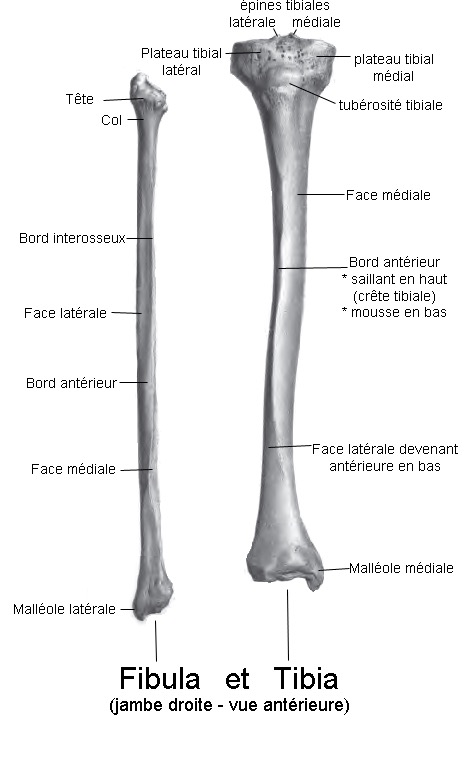 épines tibiales
latérale médiale
Plateau tibial
latéral
plateau tibial
médial
Tête
tubérosité tibiale
Col
Face médiale
Bord interosseux
Bord antérieur
* saillant en haut
(crête tibiale)
* mousse en bas
Face latérale
Bord antérieur
Face latérale devenant
antérieure en bas
Face médiale
Malléole médiale
Malléole latérale
Fibula et Tibia
(jambe droite - vue antérieure)